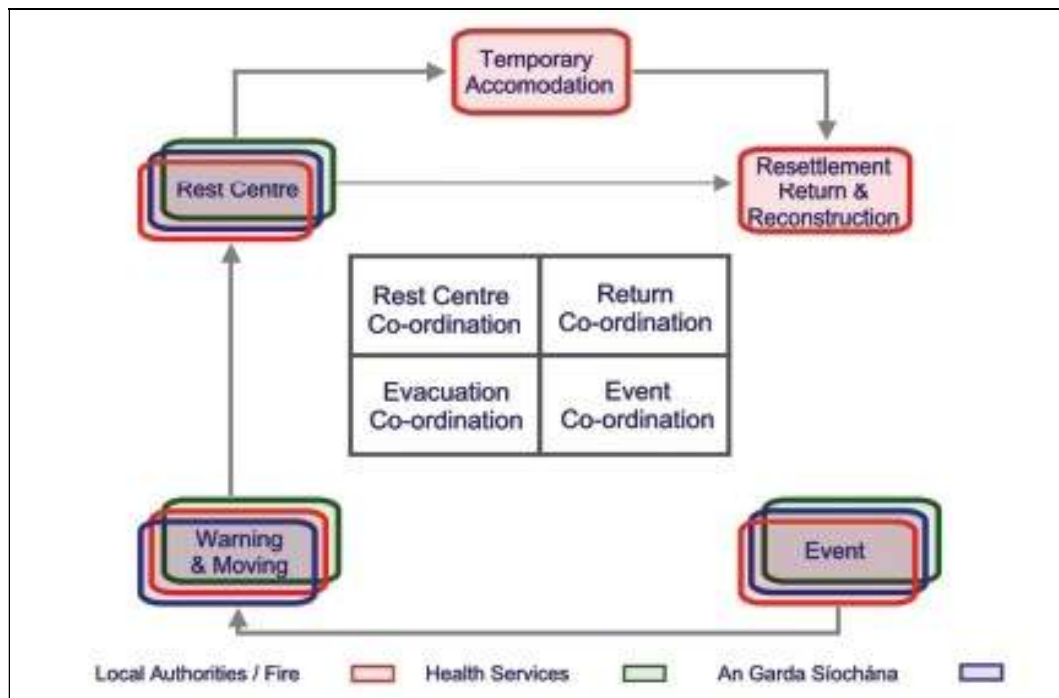 Temporary
Accomodation
Rest Centre
Resettlement
Return &
Reconstruction
Rest Centre
Co-ordination
Return
Co-ordination
Evacuation
Co-ordination
Event
Co-ordination
Warning
& Moving
Event
Local Authorities / Fire
Health Services
An Garda Síochána